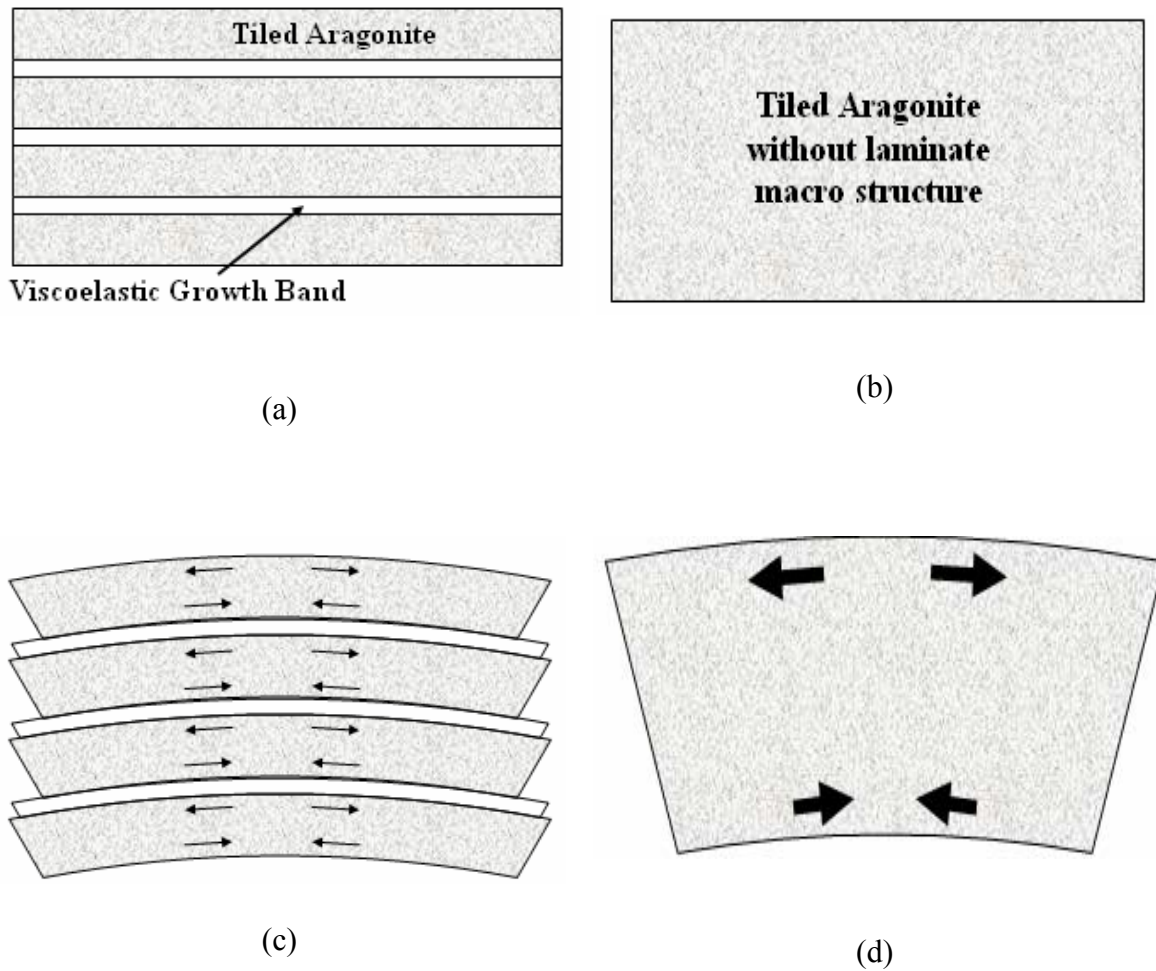 Tiled Aragonite
Viscoelastic Growth Band
(a)
Tiled Aragonite
without laminate
macro structure
(b)
(c)
(d)